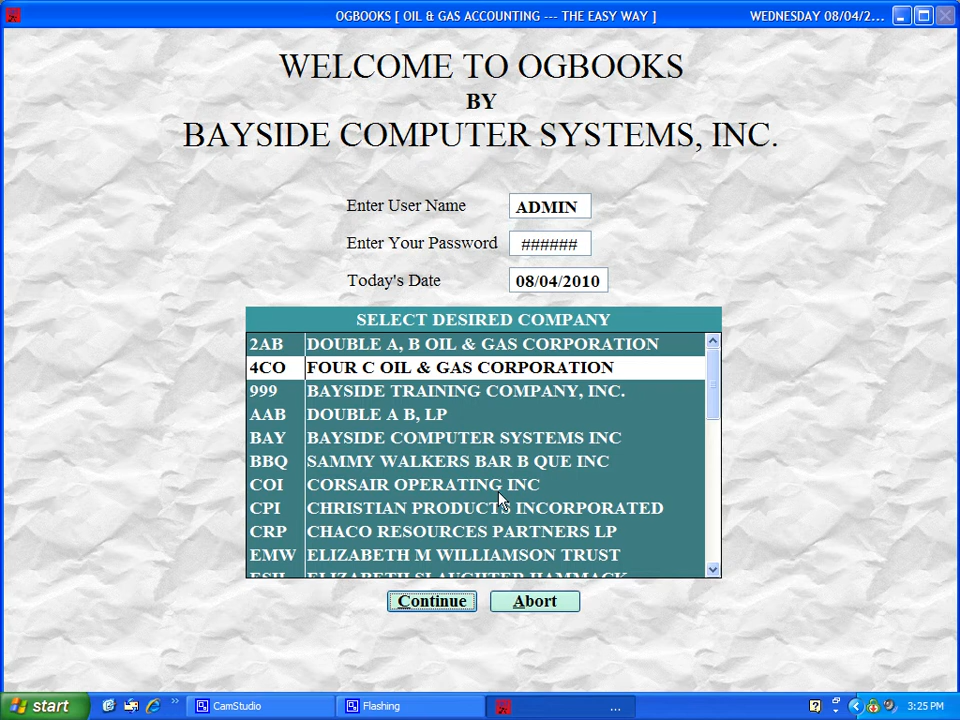 OGBOOKS [ OIL & GAS ACCOUNTING --- THE EASY WAY ] WEDNESDAY 08/04/2...
WELCOME TO OGBOOKS
BY
BAYSIDE COMPUTER SYSTEMS, INC.
Enter User Name ADMIN
Enter Your Password ######
Today's Date 08/04/2010
SELECT DESIRED COMPANY
2AB DOUBLE A, B OIL & GAS CORPORATION
4CO FOUR C OIL & GAS CORPORATION
999 BAYSIDE TRAINING COMPANY, INC.
AAB DOUBLE A B, LP
BAY BAYSIDE COMPUTER SYSTEMS INC
BBQ SAMMY WALKERS BAR B QUE INC
COI CORSAIR OPERATING INC
CPI CHRISTIAN PRODUCTS INCORPORATED
CRP CHACO RESOURCES PARTNERS LP
EMW ELIZABETH M WILLIAMSON TRUST
ELIZABETH SLAUGHTER HAMMACK
Continue Abort
start CamStudio Flashing ... 3:25 PM